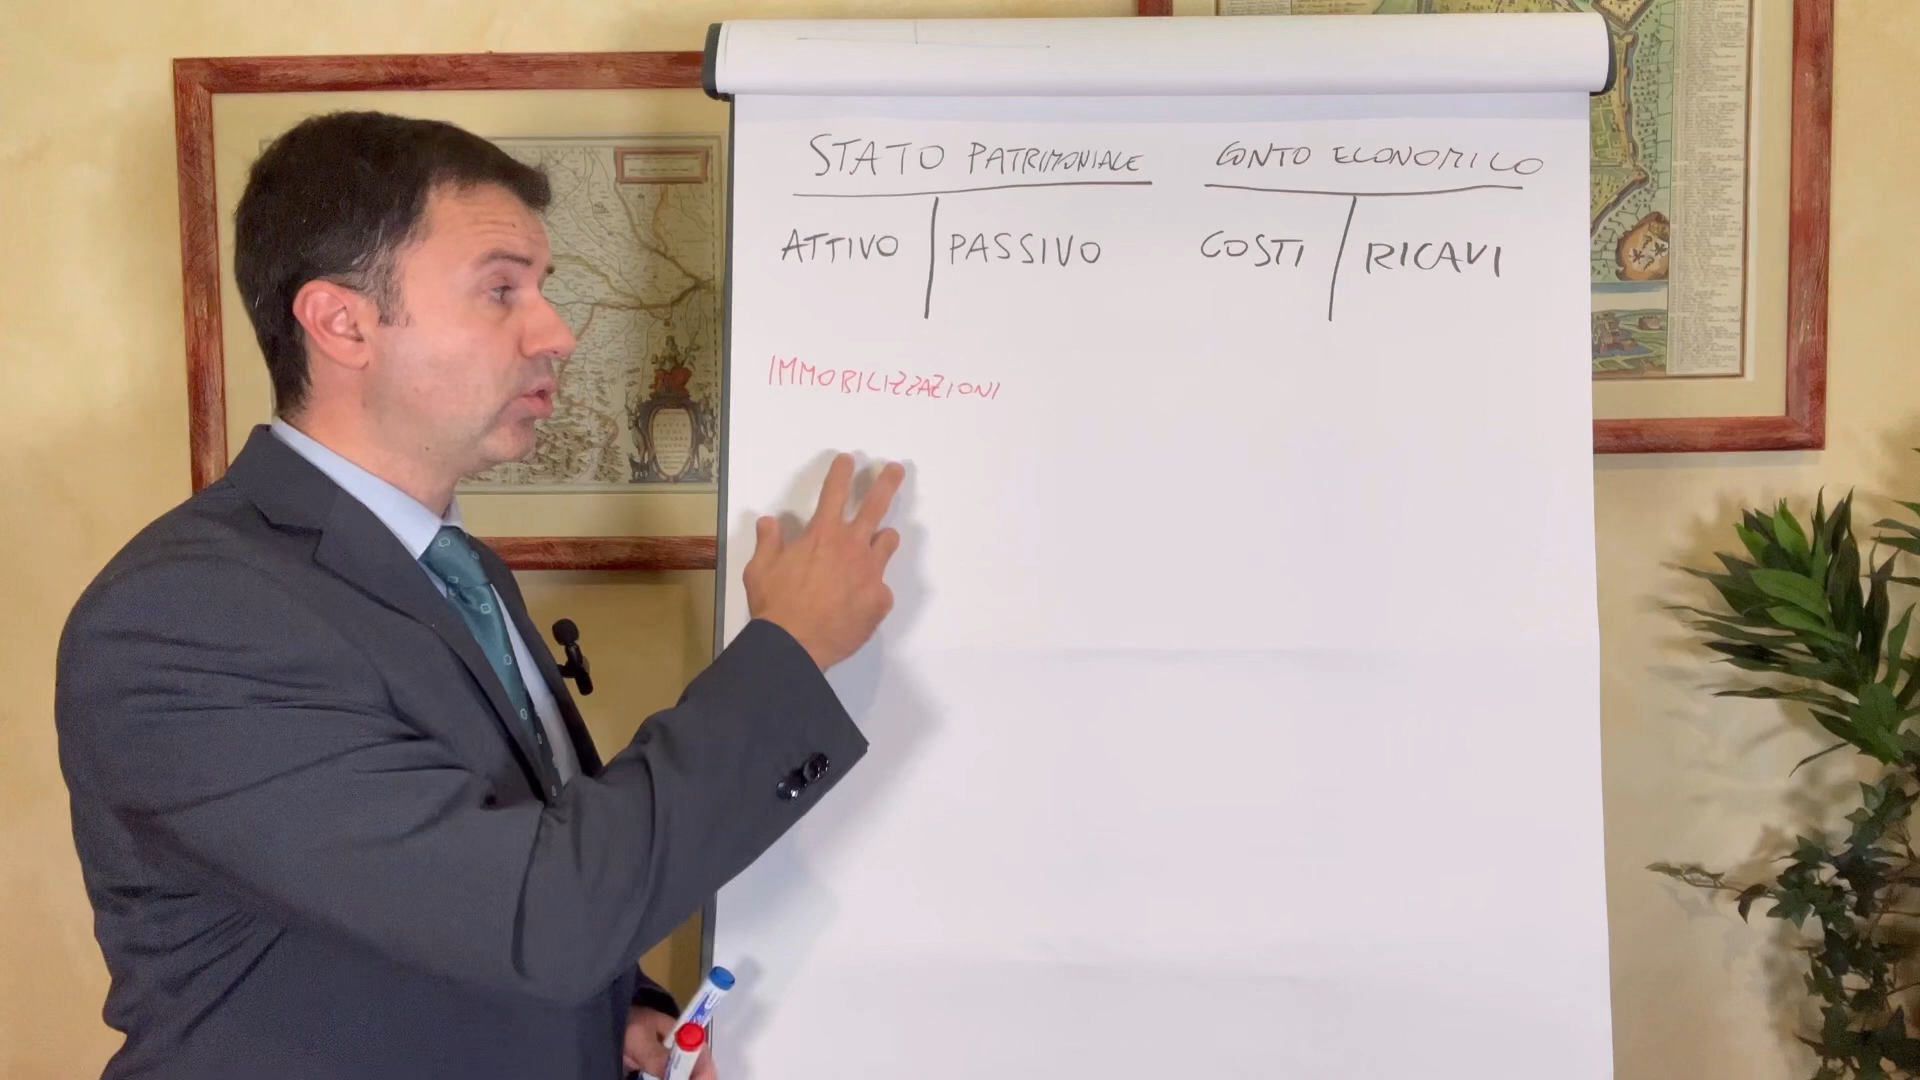 STATO PATRIMONIALE
ATTIVO PASSIVO
IMMOBILIZZAZIONI
CONTO ECONOMICO
COSTI RICAVI